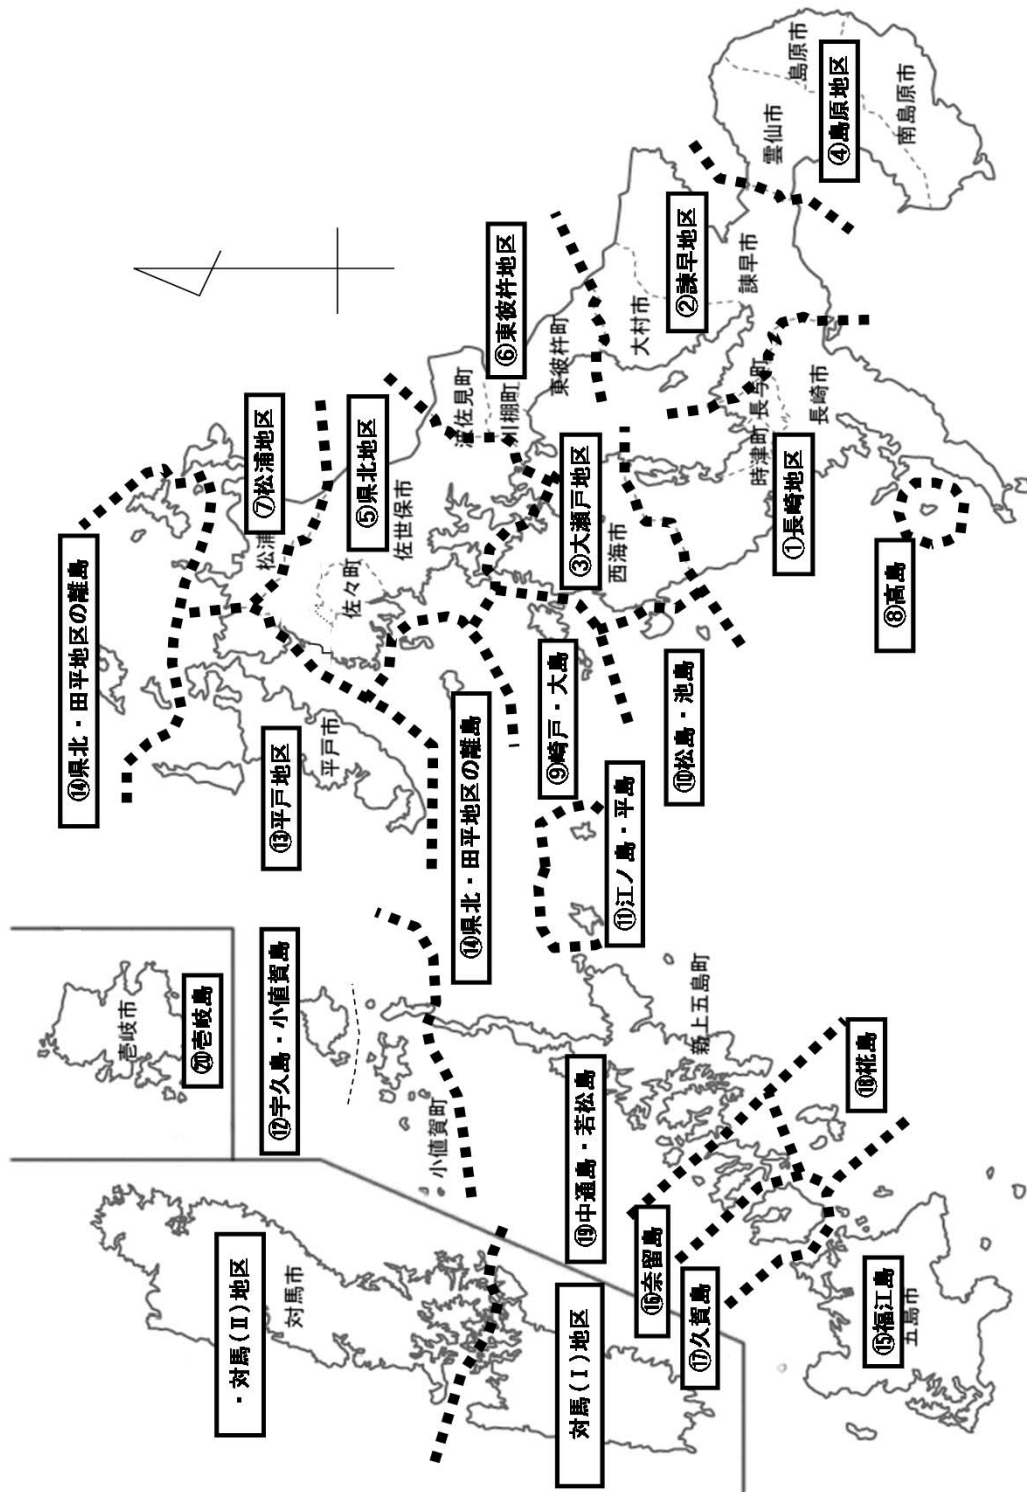 ⑭県北・田平地区の離島
⑦松浦地区
松浦
⑤県北地区
佐世保市
佐々町
⑬平戸地区
平戸市
⑥東彼杵地区
波佐見町
川棚町
東彼杵町
⑳壱岐島
壱岐市
⑫宇久島・小値賀島
小値賀町
⑭県北・田平地区の離島
・対馬(Ⅱ)地区
対馬市
対馬(Ⅰ)地区
⑨崎戸・大島
③大瀬戸地区
西海市
⑪江ノ島・平島
⑩松島・池島
大村市
②諫早地区
諫早市
④島原地区
島原市
雲仙市
南島原市
時津町
長与町
①長崎地区
長崎市
⑧高島
⑲中通島・若松島
新上五島町
⑯奈留島
⑰久賀島
⑱椛島
⑮福江島
五島市